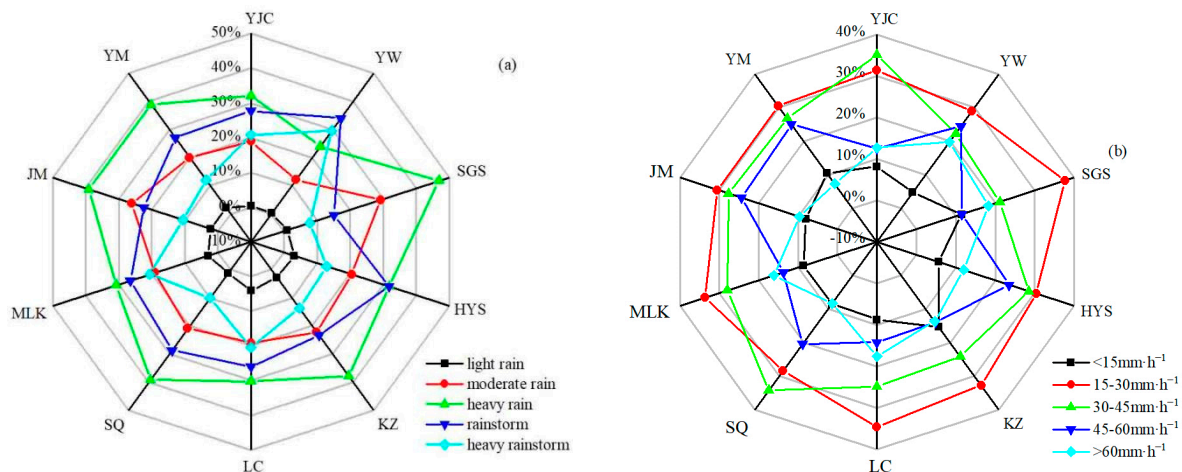 YJC
50%
40%
30%
20%
10%
0%
-10%
YW
SGS
HYS
KZ
LC
SQ
MLK
JM
YM
(a)
light rain
moderate rain
heavy rain
rainstorm
heavy rainstorm
YJC
40%
30%
20%
10%
0%
-10%
YW
SGS
HYS
KZ
LC
SQ
MLK
JM
YM
(b)
<15mm·h⁻¹
15-30mm·h⁻¹
30-45mm·h⁻¹
45-60mm·h⁻¹
>60mm·h⁻¹